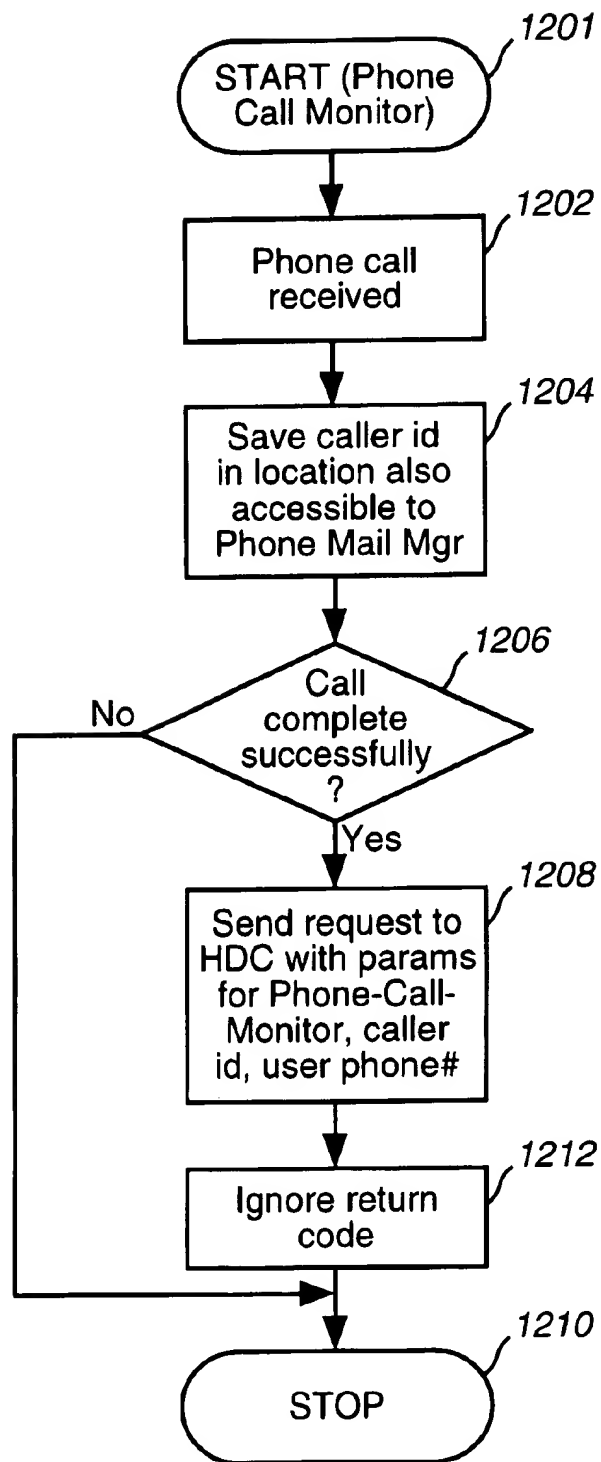 1201
START (Phone
Call Monitor)
1202
Phone call
received
1204
Save caller id
in location also
accessible to
Phone Mail Mgr
1206
Call
complete
successfully
?
No
Yes
1208
Send request to
HDC with params
for Phone-Call-
Monitor, caller
id, user phone#
1212
Ignore return
code
1210
STOP